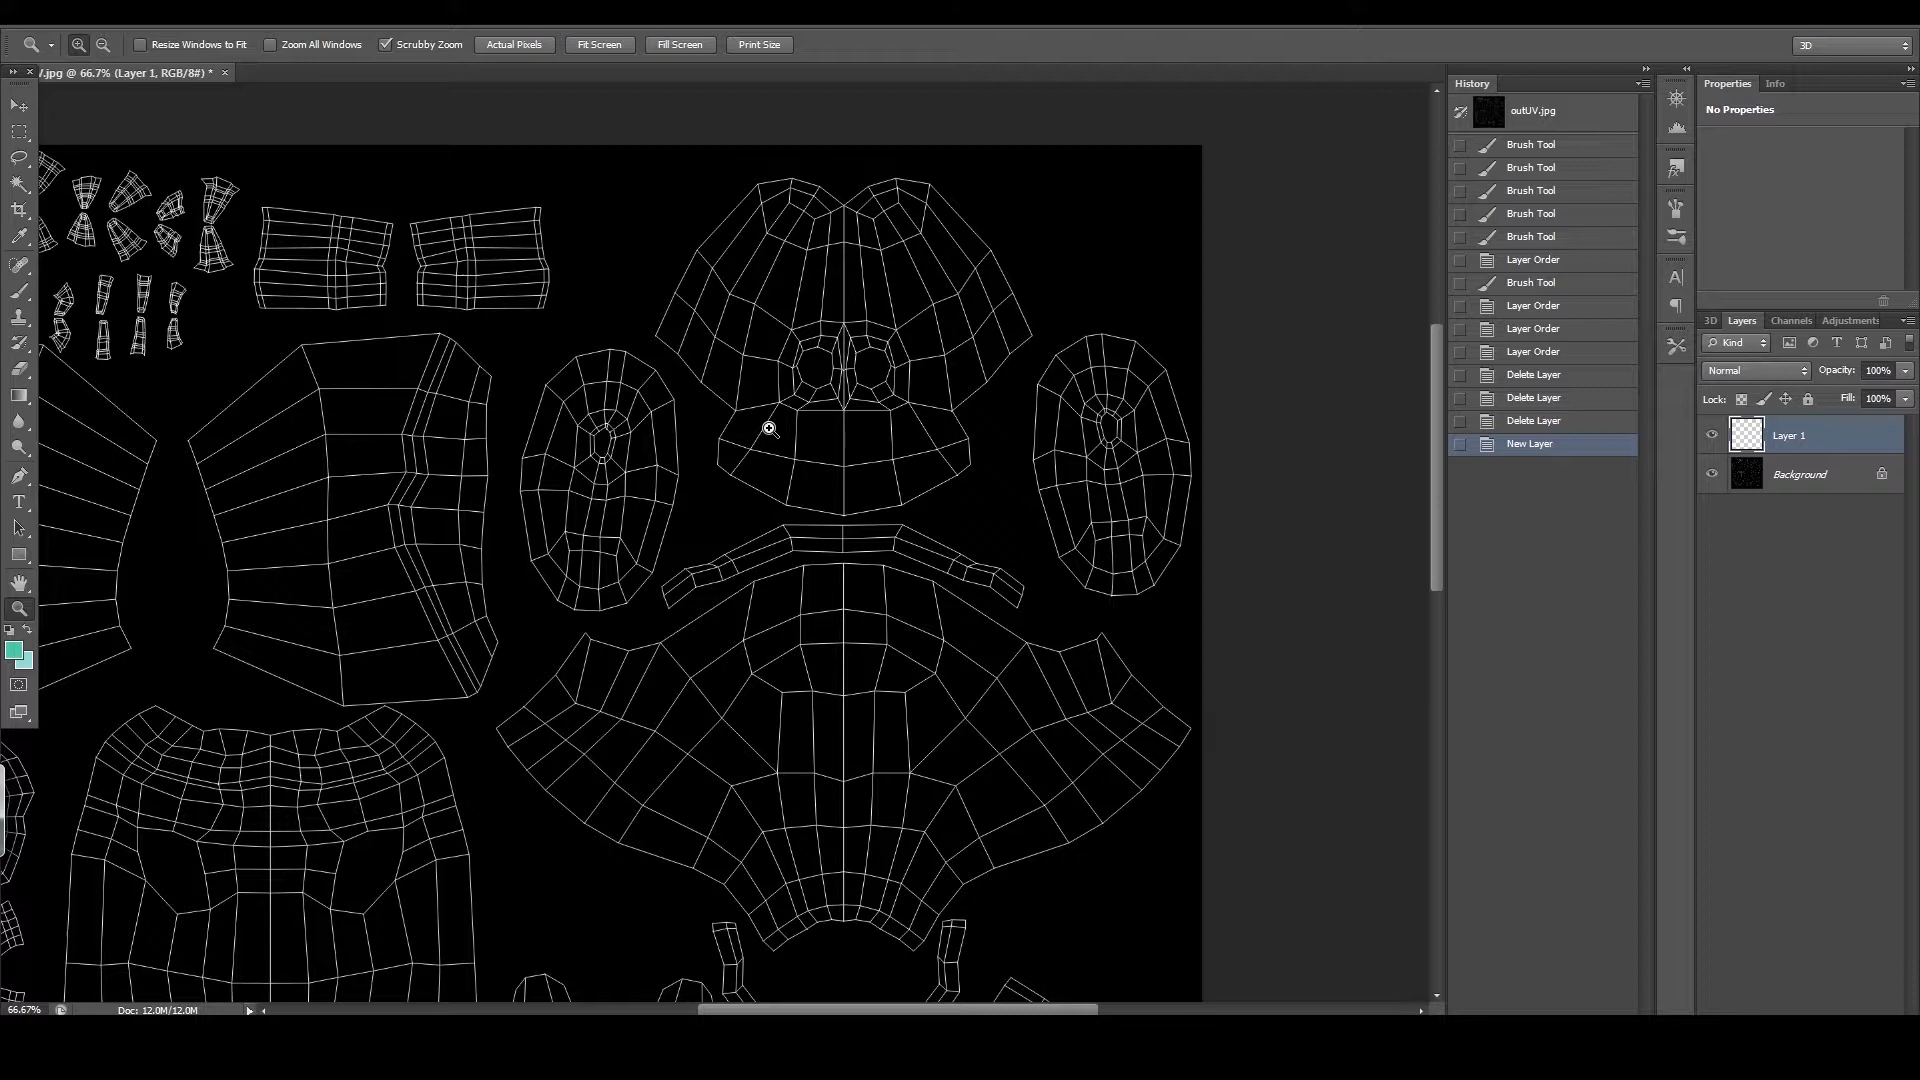 Resize Windows to Fit
Zoom All Windows
Scrubby Zoom
Actual Pixels
Fit Screen
Fill Screen
Print Size
3D
V.jpg @ 66.7% (Layer 1, RGB/8#) *
History
outUV.jpg
Brush Tool
Brush Tool
Brush Tool
Brush Tool
Brush Tool
Layer Order
Brush Tool
Layer Order
Layer Order
Layer Order
Delete Layer
Delete Layer
Delete Layer
New Layer
Properties
Info
No Properties
3D
Layers
Channels
Adjustments
Kind
Normal
Opacity: 100%
Lock:
Fill: 100%
Layer 1
Background
66.67%
Doc: 12.0M/12.0M